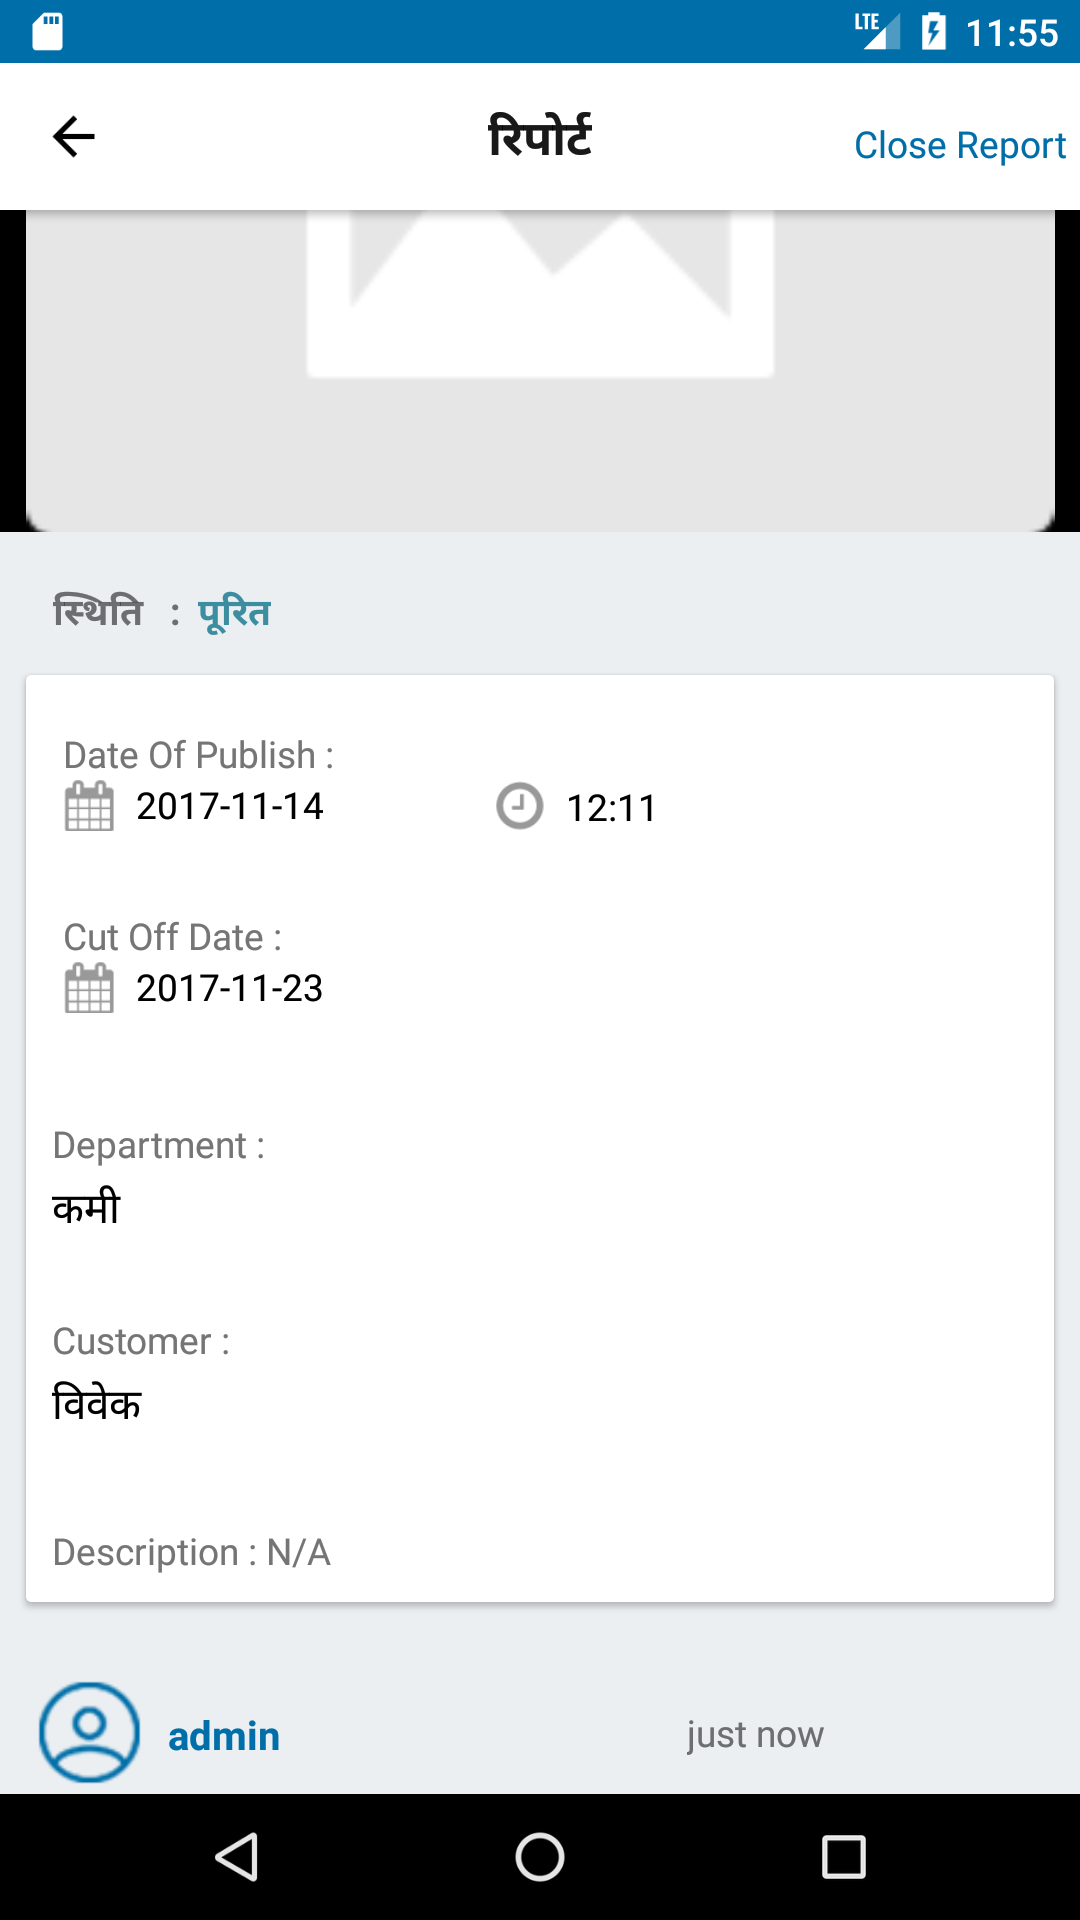 LTE 11:55
रिपोर्ट
Close Report
स्थिति : पूरित
Date Of Publish :
2017-11-14 12:11
Cut Off Date :
2017-11-23
Department :
कमी
Customer :
विवेक
Description : N/A
admin just now